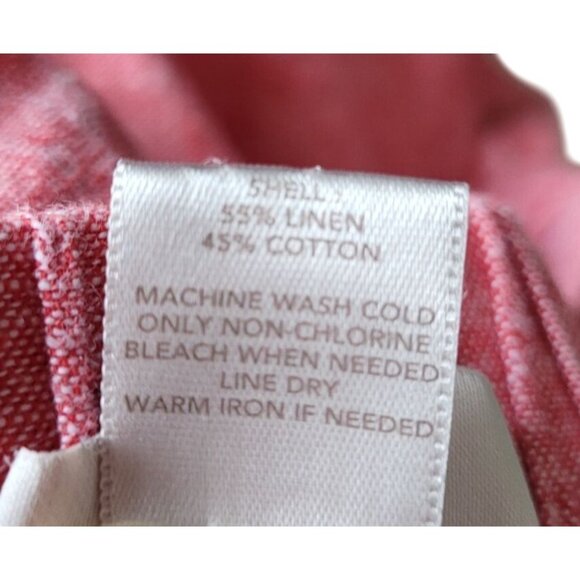 SHELL:
55% LINEN
45% COTTON
MACHINE WASH COLD
ONLY NON-CHLORINE
BLEACH WHEN NEEDED
LINE DRY
WARM IRON IF NEEDED